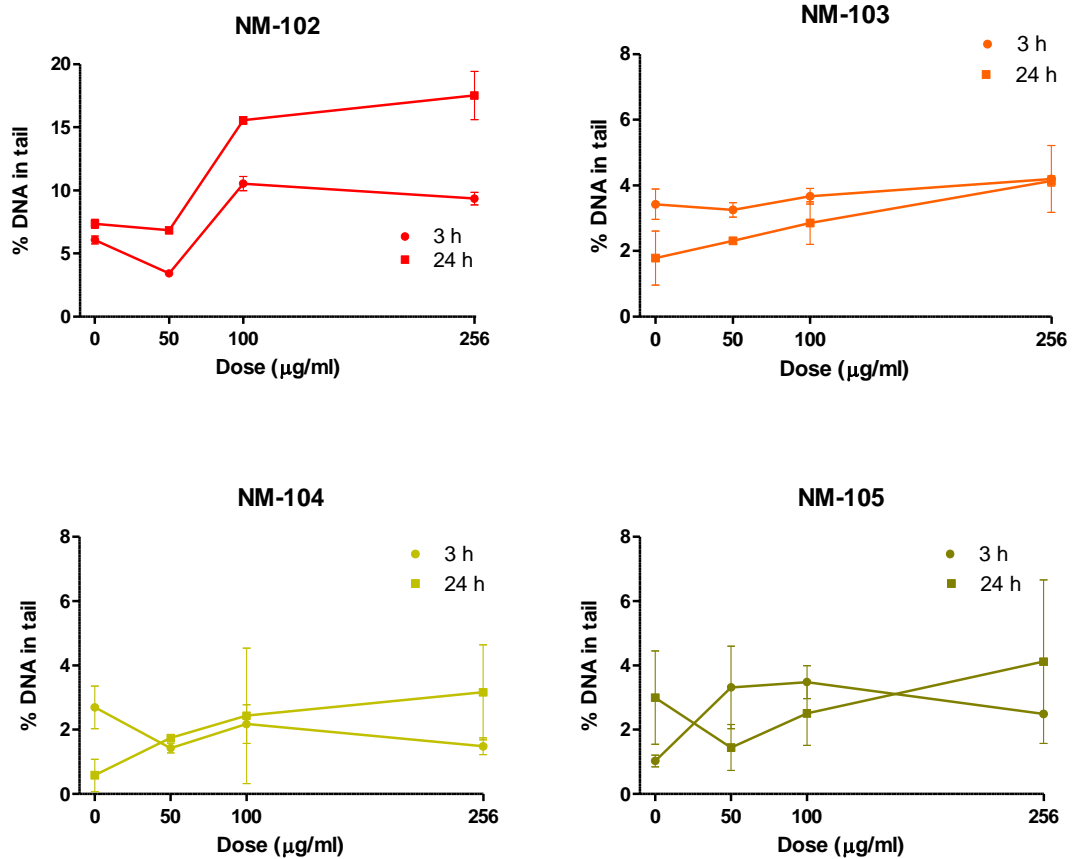 NM-102
20
15
10
5
0
% DNA in tail
3 h
24 h
0 50 100 256
Dose (μg/ml)
NM-103
8
6
4
2
0
% DNA in tail
3 h
24 h
0 50 100 256
Dose (μg/ml)
NM-104
8
6
4
2
0
% DNA in tail
3 h
24 h
0 50 100 256
Dose (μg/ml)
NM-105
8
6
4
2
0
% DNA in tail
3 h
24 h
0 50 100 256
Dose (μg/ml)